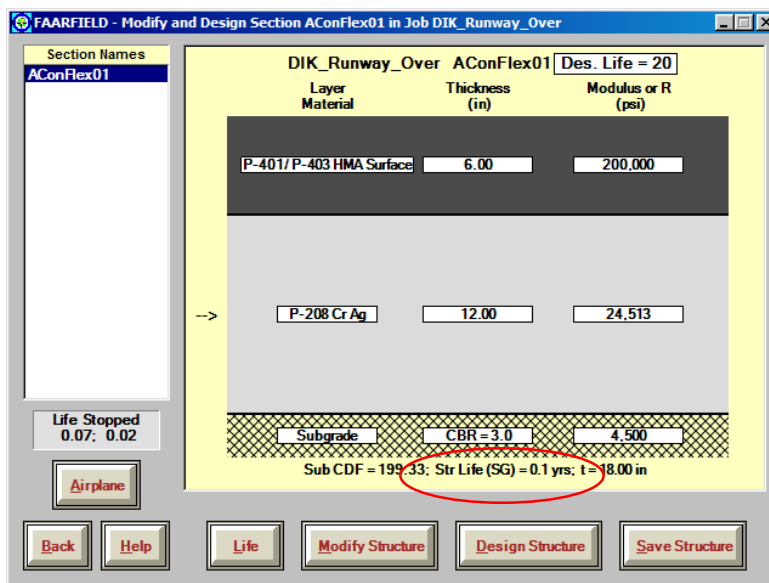 FAARFIELD - Modify and Design Section AConFlex01 in Job DIK_Runway_Over
Section Names
AConFlex01
DIK_Runway_Over AConFlex01 Des. Life = 20
Layer Material Thickness (in) Modulus or R (psi)
P-401/ P-403 HMA Surface 6.00 200,000
--> P-208 Cr Ag 12.00 24,513
Subgrade CBR = 3.0 4,500
Sub CDF = 199.33; Str Life (SG) = 0.1 yrs; t = 18.00 in
Life Stopped
0.07; 0.02
Airplane
Back Help Life Modify Structure Design Structure Save Structure